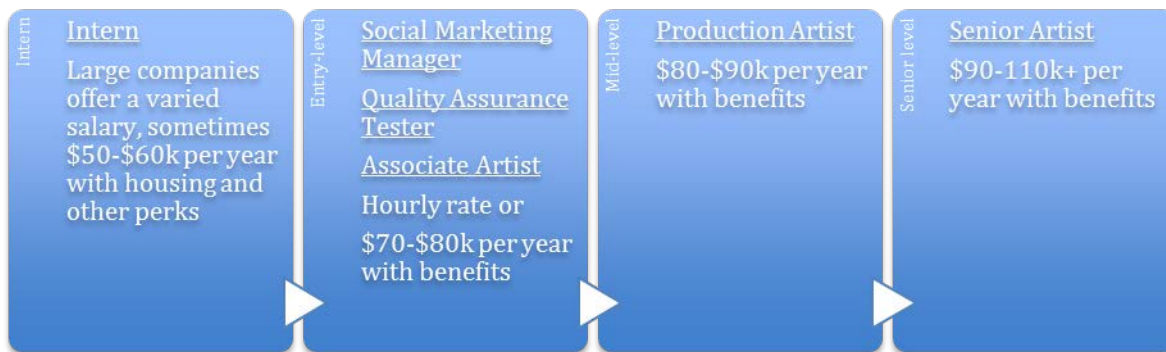 Intern
Intern
Large companies
offer a varied
salary, sometimes
$50-$60k per year
with housing and
other perks
Entry-level
Social Marketing
Manager
Quality Assurance
Tester
Associate Artist
Hourly rate or
$70-$80k per year
with benefits
Mid-level
Production Artist
$80-$90k per year
with benefits
Senior level
Senior Artist
$90-110k+ per
year with benefits